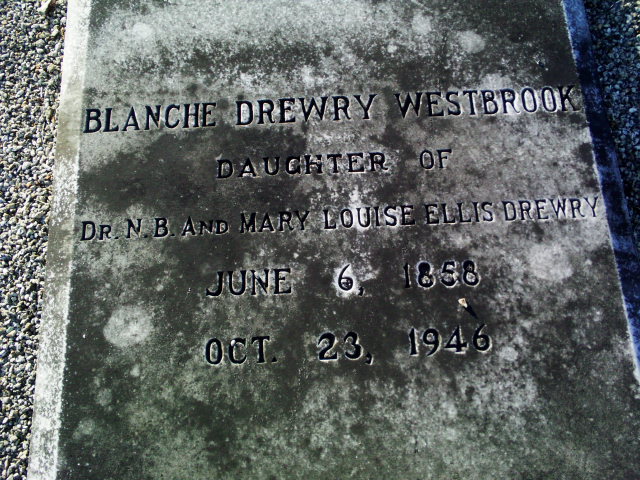 BLANCHE DREWRY WESTBROOK
DAUGHTER OF
DR. N. B. AND MARY LOUISE ELLIS DREWRY
JUNE 6, 1858
OCT. 23, 1946